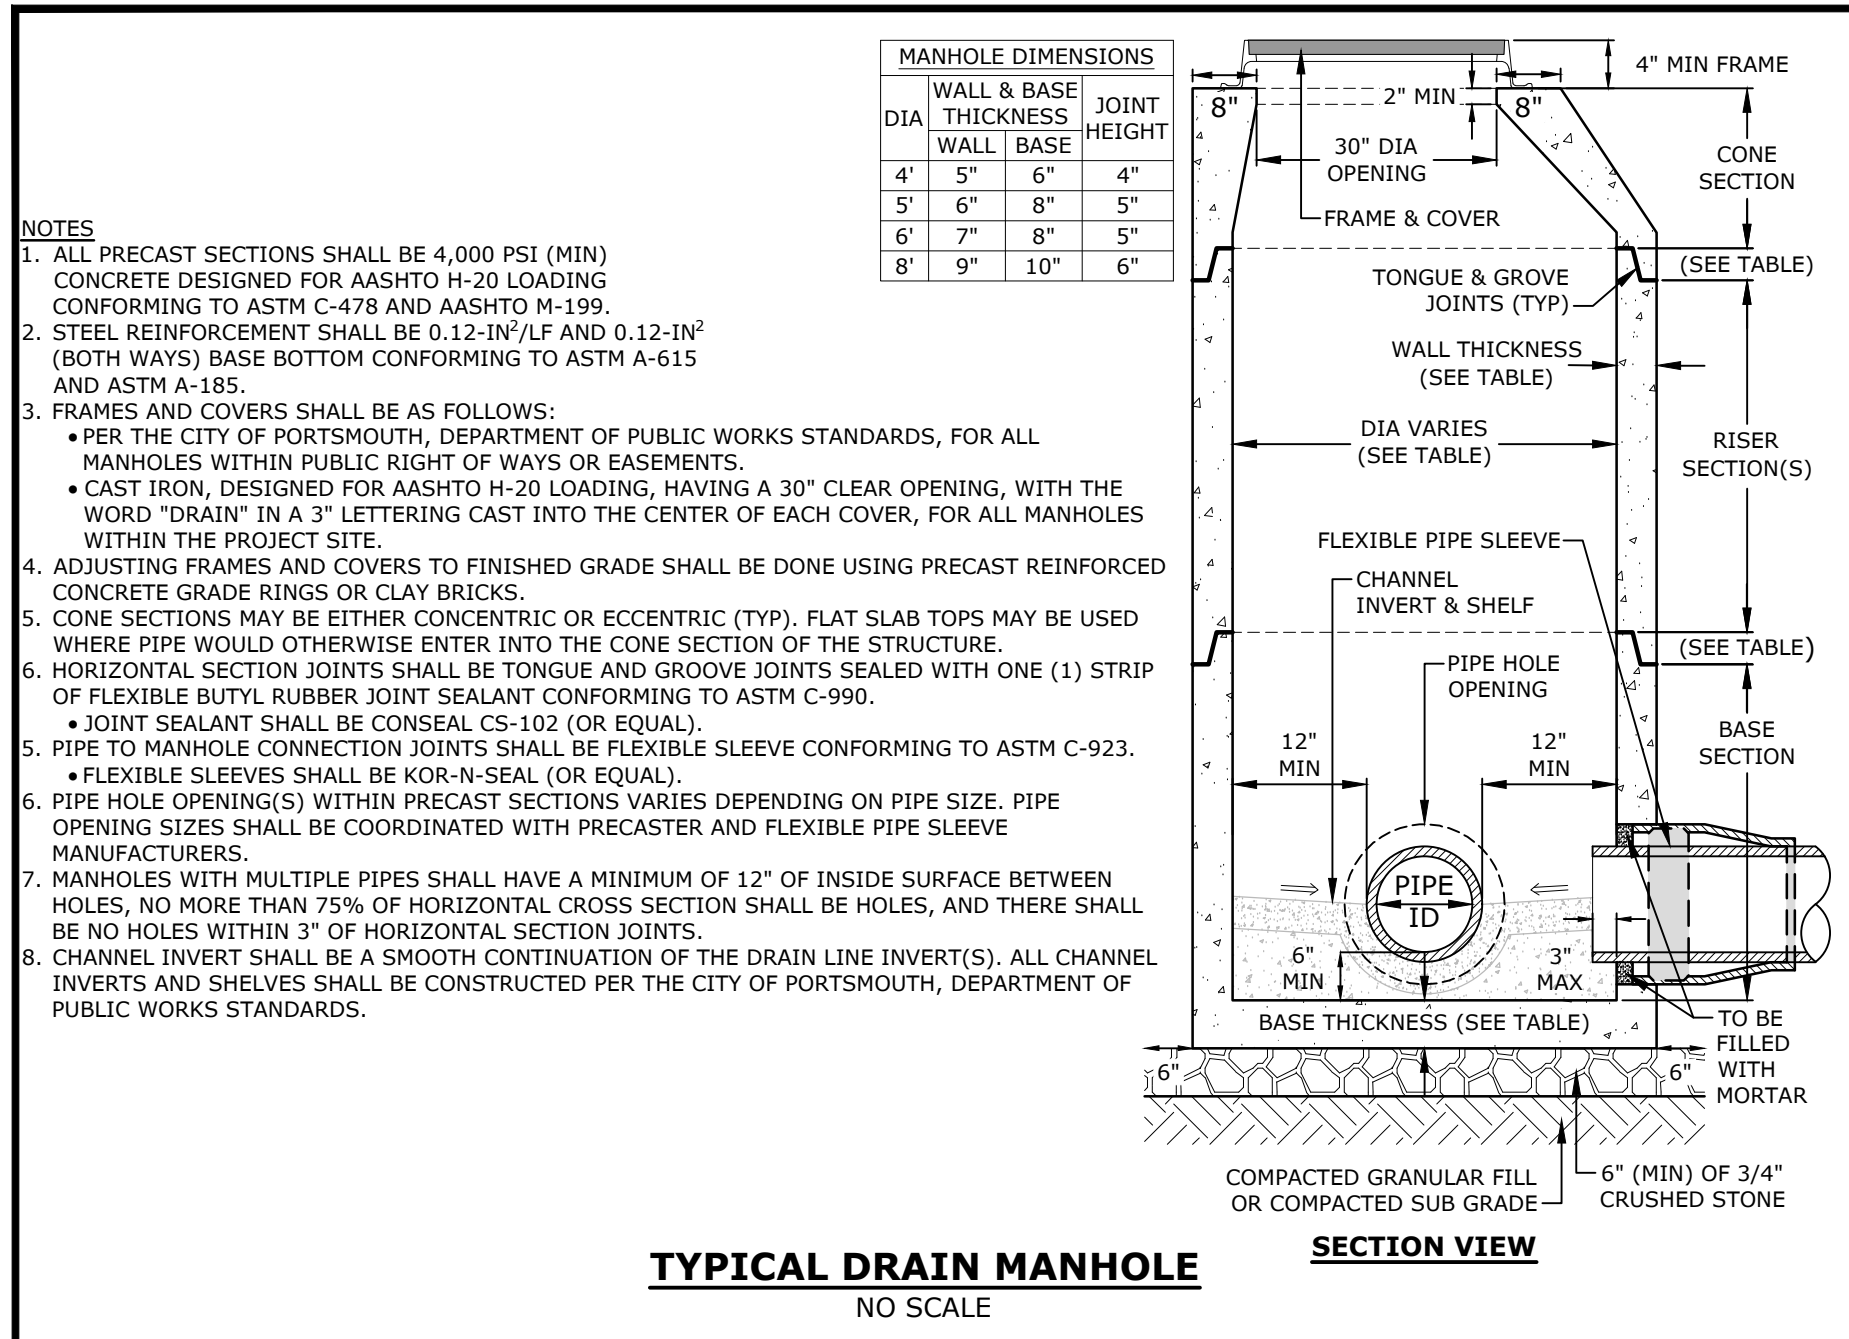 MANHOLE DIMENSIONS
DIA
WALL & BASE
THICKNESS
JOINT
HEIGHT
WALL BASE
4' 5" 6" 4"
5' 6" 8" 5"
6' 7" 8" 5"
8' 9" 10" 6"
NOTES
1. ALL PRECAST SECTIONS SHALL BE 4,000 PSI (MIN)
CONCRETE DESIGNED FOR AASHTO H-20 LOADING
CONFORMING TO ASTM C-478 AND AASHTO M-199.
2. STEEL REINFORCEMENT SHALL BE 0.12-IN²/LF AND 0.12-IN²
(BOTH WAYS) BASE BOTTOM CONFORMING TO ASTM A-615
AND ASTM A-185.
3. FRAMES AND COVERS SHALL BE AS FOLLOWS:
• PER THE CITY OF PORTSMOUTH, DEPARTMENT OF PUBLIC WORKS STANDARDS, FOR ALL
MANHOLES WITHIN PUBLIC RIGHT OF WAYS OR EASEMENTS.
• CAST IRON, DESIGNED FOR AASHTO H-20 LOADING, HAVING A 30" CLEAR OPENING, WITH THE
WORD "DRAIN" IN A 3" LETTERING CAST INTO THE CENTER OF EACH COVER, FOR ALL MANHOLES
WITHIN THE PROJECT SITE.
4. ADJUSTING FRAMES AND COVERS TO FINISHED GRADE SHALL BE DONE USING PRECAST REINFORCED
CONCRETE GRADE RINGS OR CLAY BRICKS.
5. CONE SECTIONS MAY BE EITHER CONCENTRIC OR ECCENTRIC (TYP). FLAT SLAB TOPS MAY BE USED
WHERE PIPE WOULD OTHERWISE ENTER INTO THE CONE SECTION OF THE STRUCTURE.
6. HORIZONTAL SECTION JOINTS SHALL BE TONGUE AND GROOVE JOINTS SEALED WITH ONE (1) STRIP
OF FLEXIBLE BUTYL RUBBER JOINT SEALANT CONFORMING TO ASTM C-990.
• JOINT SEALANT SHALL BE CONSEAL CS-102 (OR EQUAL).
5. PIPE TO MANHOLE CONNECTION JOINTS SHALL BE FLEXIBLE SLEEVE CONFORMING TO ASTM C-923.
• FLEXIBLE SLEEVES SHALL BE KOR-N-SEAL (OR EQUAL).
6. PIPE HOLE OPENING(S) WITHIN PRECAST SECTIONS VARIES DEPENDING ON PIPE SIZE. PIPE
OPENING SIZES SHALL BE COORDINATED WITH PRECASTER AND FLEXIBLE PIPE SLEEVE
MANUFACTURERS.
7. MANHOLES WITH MULTIPLE PIPES SHALL HAVE A MINIMUM OF 12" OF INSIDE SURFACE BETWEEN
HOLES, NO MORE THAN 75% OF HORIZONTAL CROSS SECTION SHALL BE HOLES, AND THERE SHALL
BE NO HOLES WITHIN 3" OF HORIZONTAL SECTION JOINTS.
8. CHANNEL INVERT SHALL BE A SMOOTH CONTINUATION OF THE DRAIN LINE INVERT(S). ALL CHANNEL
INVERTS AND SHELVES SHALL BE CONSTRUCTED PER THE CITY OF PORTSMOUTH, DEPARTMENT OF
PUBLIC WORKS STANDARDS.
4" MIN FRAME
8"
2" MIN
8"
30" DIA
OPENING
CONE
SECTION
FRAME & COVER
(SEE TABLE)
TONGUE & GROVE
JOINTS (TYP)
WALL THICKNESS
(SEE TABLE)
DIA VARIES
(SEE TABLE)
RISER
SECTION(S)
FLEXIBLE PIPE SLEEVE
CHANNEL
INVERT & SHELF
(SEE TABLE)
PIPE HOLE
OPENING
BASE
SECTION
12"
MIN
12"
MIN
PIPE
ID
6"
MIN
3"
MAX
BASE THICKNESS (SEE TABLE)
TO BE
FILLED
WITH
MORTAR
6"
6"
COMPACTED GRANULAR FILL
OR COMPACTED SUB GRADE
6" (MIN) OF 3/4"
CRUSHED STONE
SECTION VIEW
TYPICAL DRAIN MANHOLE
NO SCALE